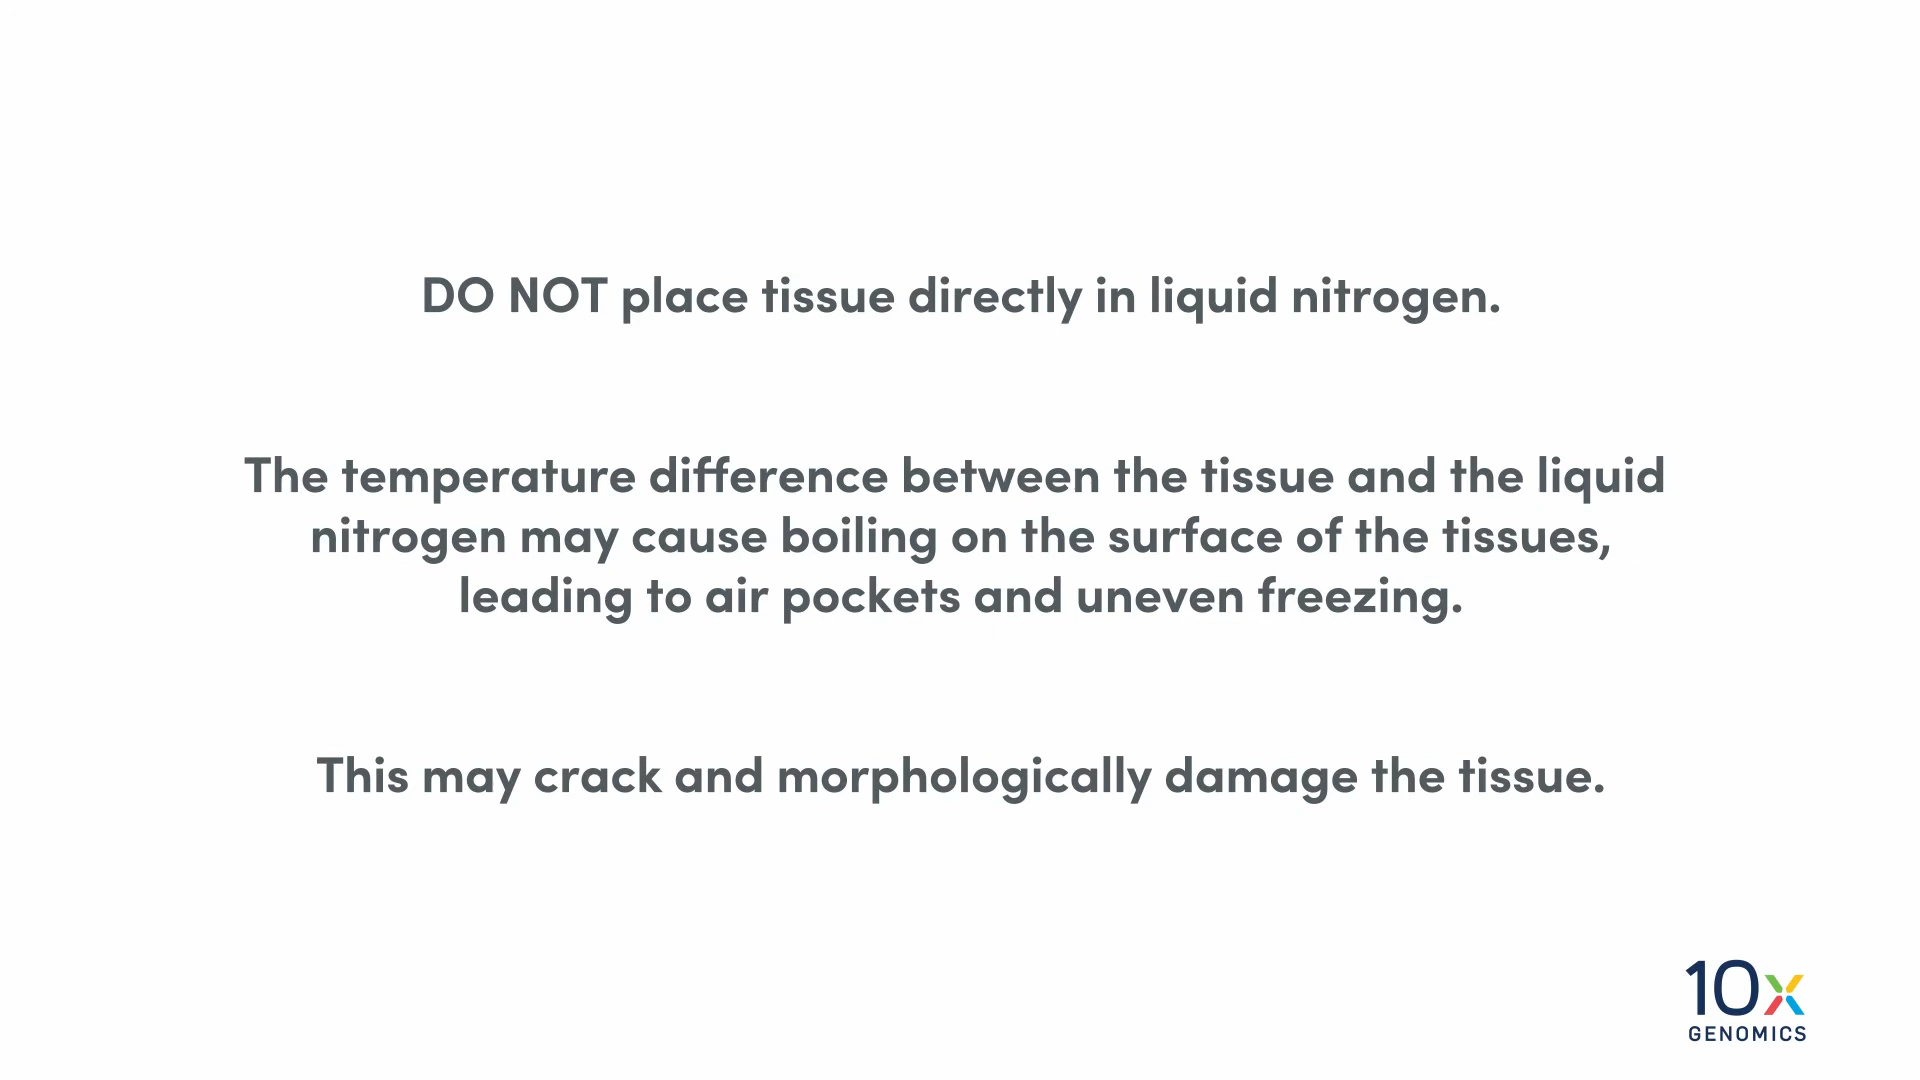 DO NOT place tissue directly in liquid nitrogen.
The temperature difference between the tissue and the liquid
nitrogen may cause boiling on the surface of the tissues,
leading to air pockets and uneven freezing.
This may crack and morphologically damage the tissue.
10x
GENOMICS